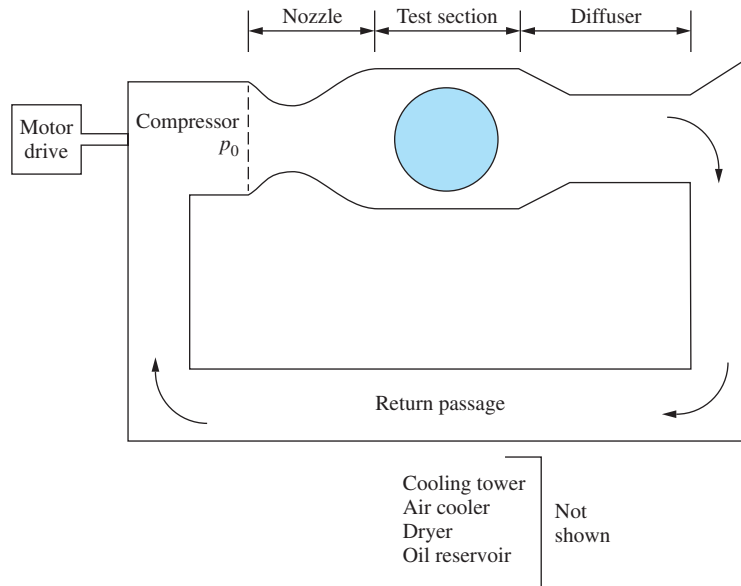 Nozzle
Test section
Diffuser
Motor
drive
Compressor
p0
Return passage
Cooling tower
Air cooler
Dryer
Oil reservoir
Not
shown